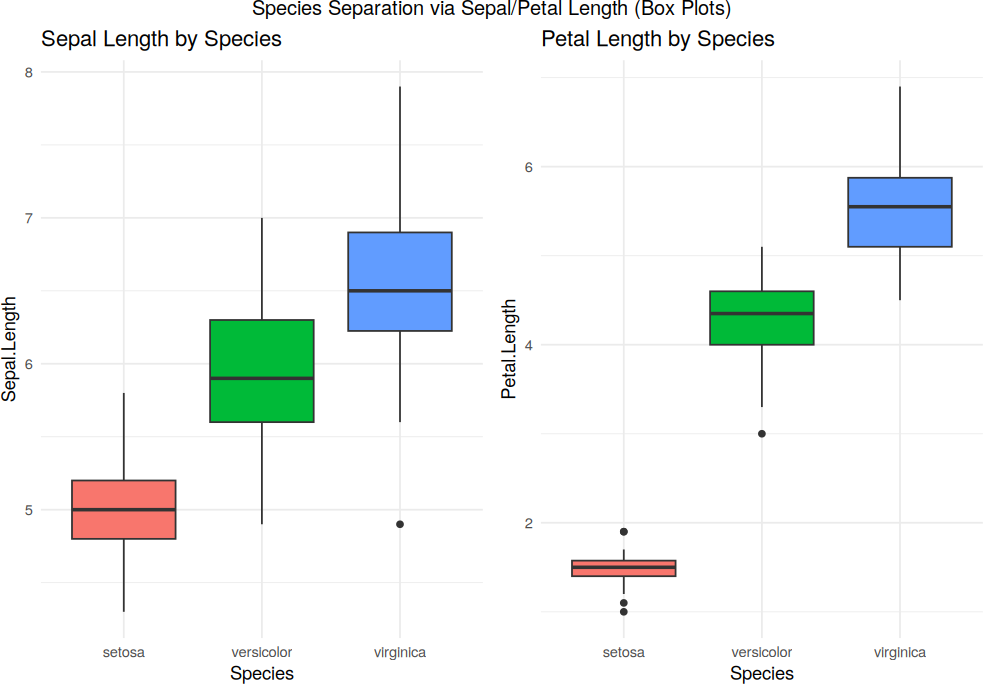 Species Separation via Sepal/Petal Length (Box Plots)
Sepal Length by Species
Sepal.Length
8
7
6
5
setosa versicolor virginica
Species
Petal Length by Species
Petal.Length
6
4
2
setosa versicolor virginica
Species